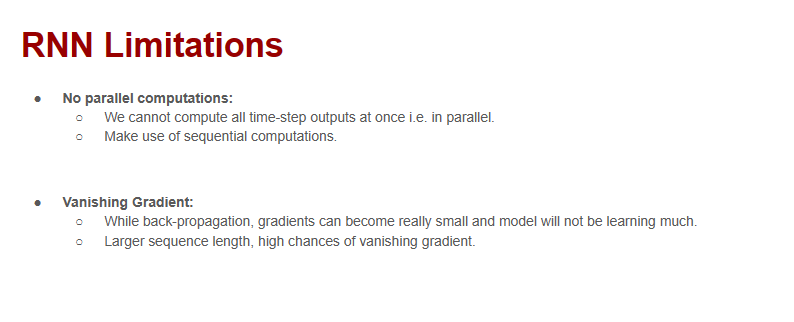 RNN Limitations
● No parallel computations:
○ We cannot compute all time-step outputs at once i.e. in parallel.
○ Make use of sequential computations.
● Vanishing Gradient:
○ While back-propagation, gradients can become really small and model will not be learning much.
○ Larger sequence length, high chances of vanishing gradient.